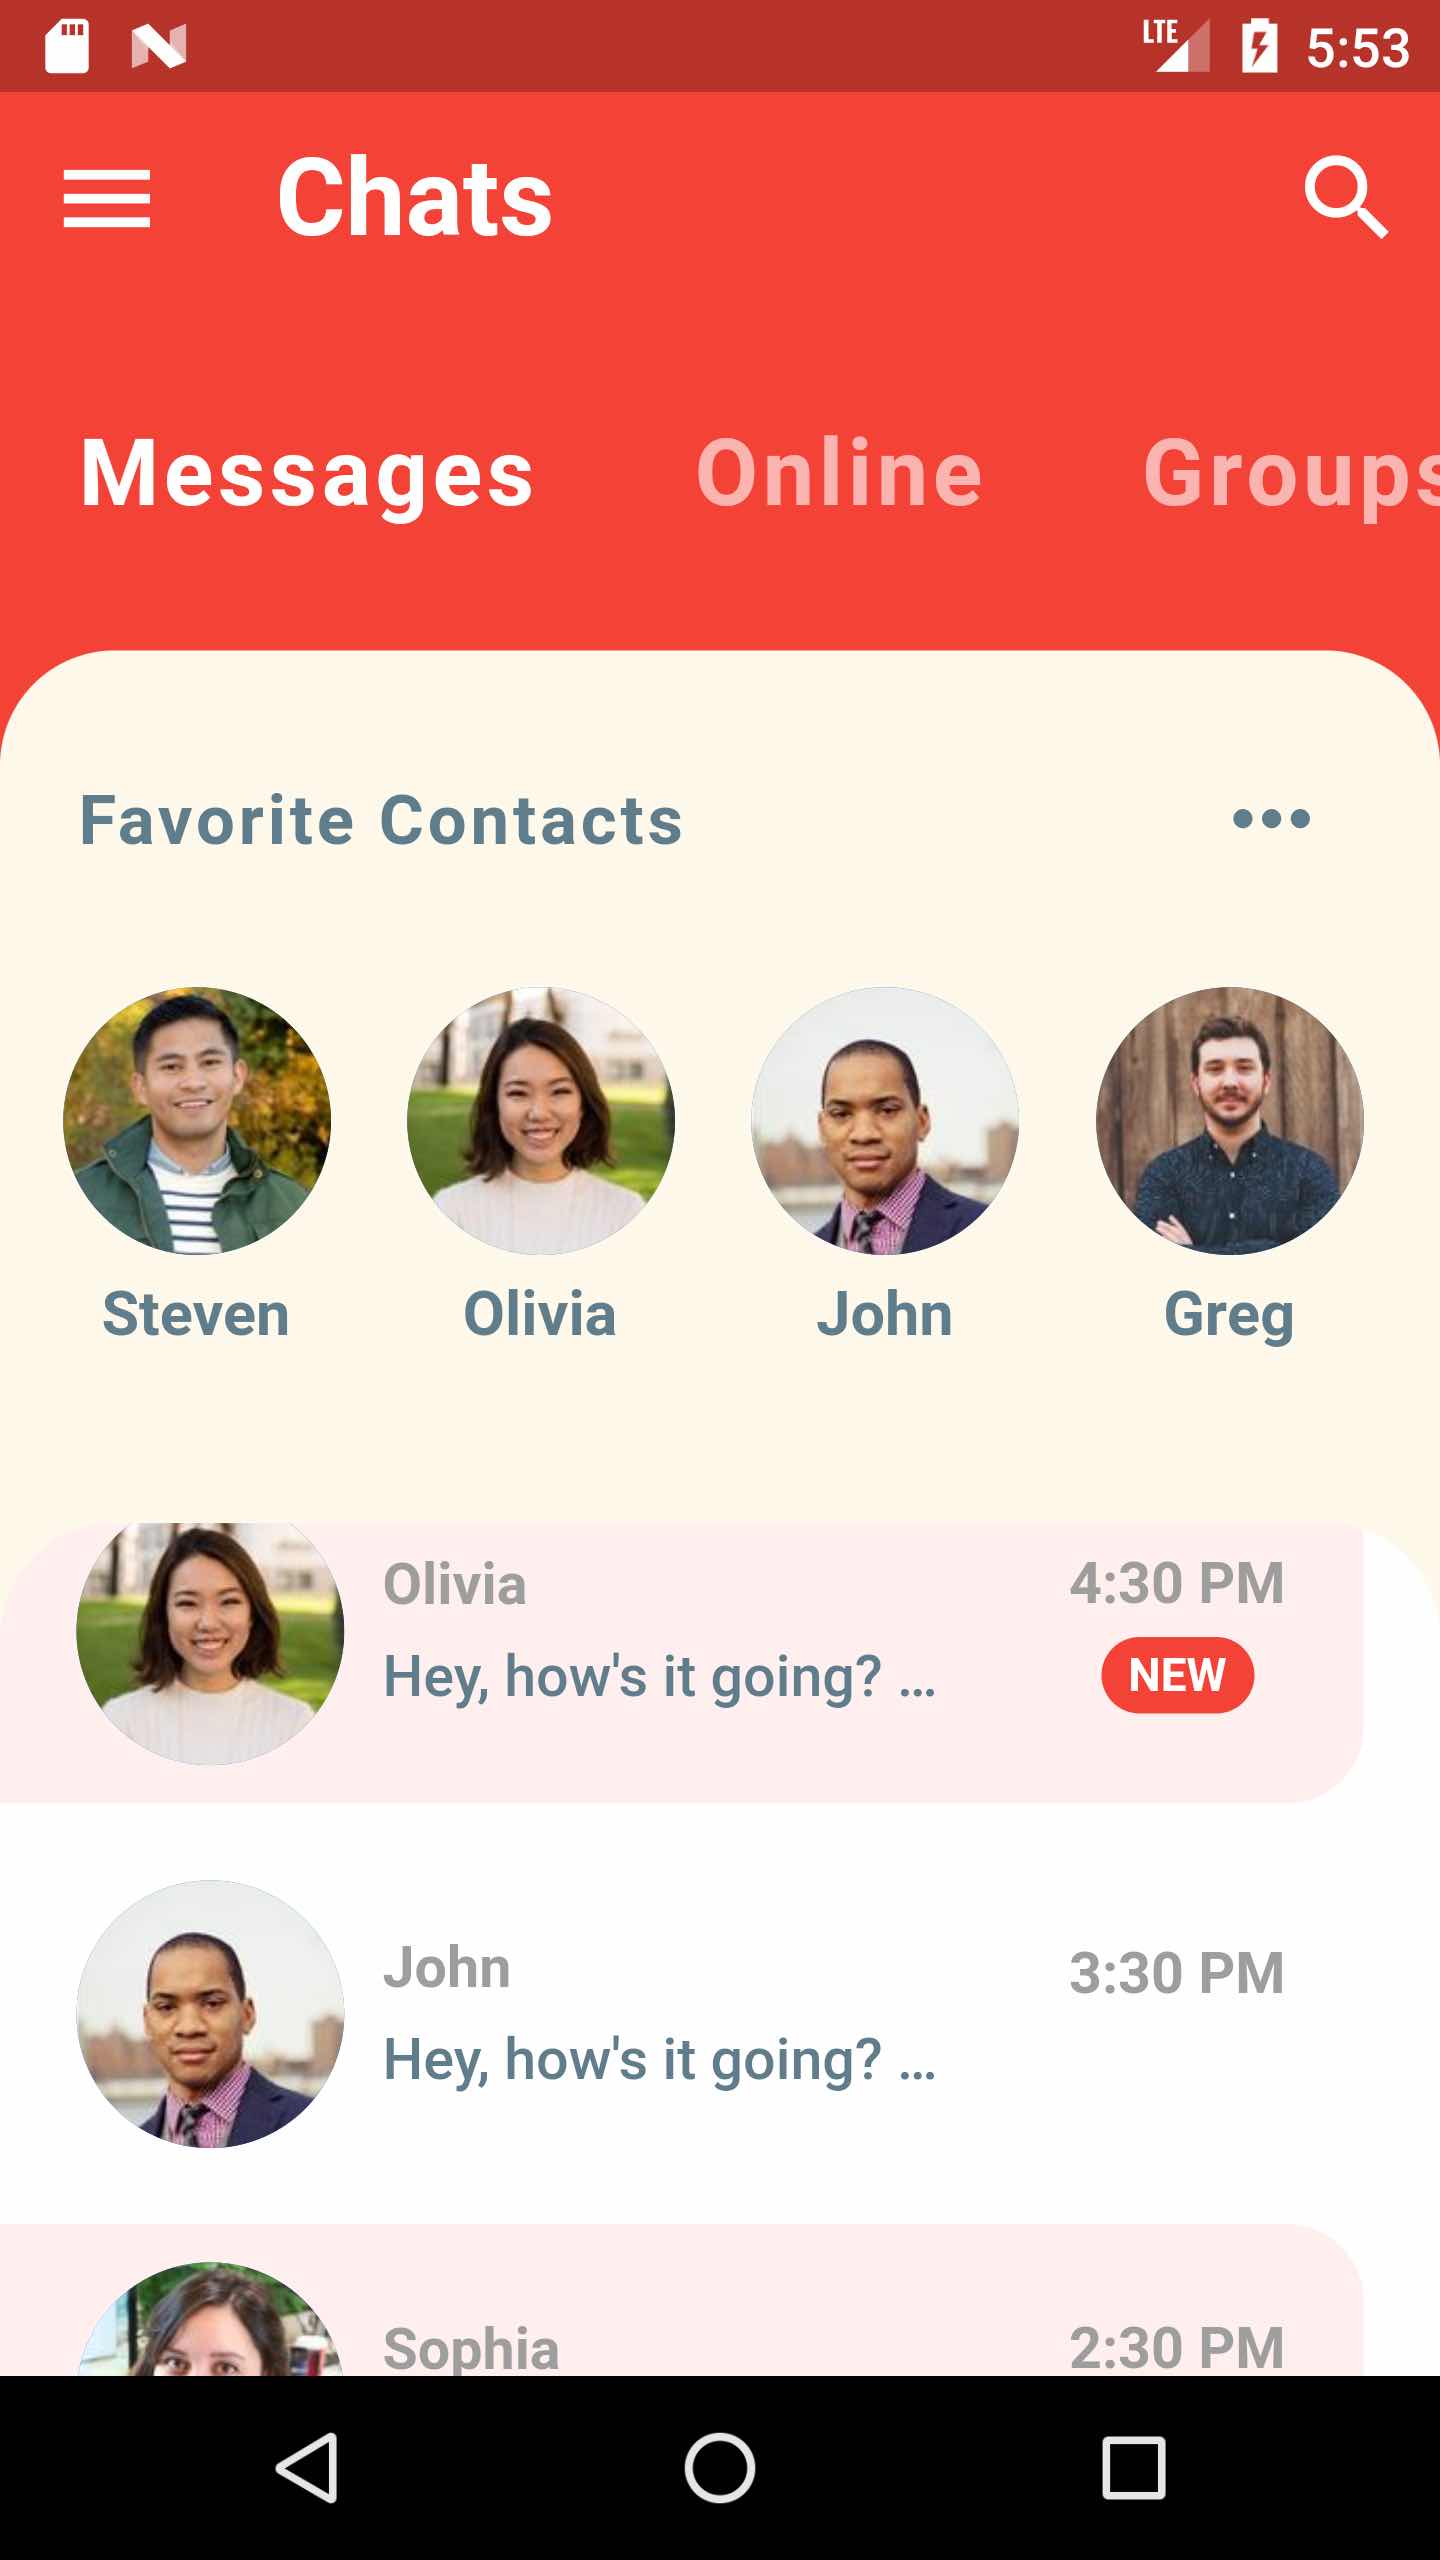 LTE 5:53
Chats
Messages Online Groups
Favorite Contacts
Steven Olivia John Greg
Olivia 4:30 PM
Hey, how's it going? ... NEW
John 3:30 PM
Hey, how's it going? ...
Sophia 2:30 PM